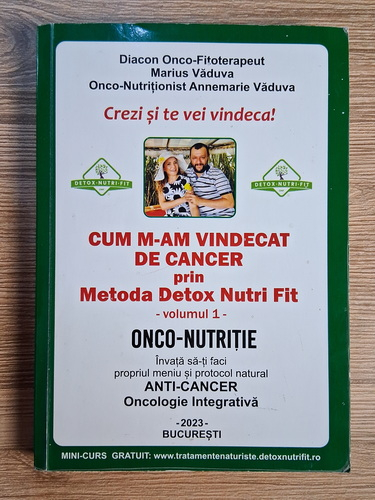 Diacon Onco-Fitoterapeut
Marius Văduva
Onco-Nutriționist Annemarie Văduva
Crezi și te vei vindeca!
DETOX·NUTRI·FIT
DETOX·NUTRI·FIT
CUM M-AM VINDECAT
DE CANCER
prin
Metoda Detox Nutri Fit
- volumul 1 -
ONCO-NUTRIȚIE
Învață să-ți faci
propriul meniu și protocol natural
ANTI-CANCER
Oncologie Integrativă
-2023-
BUCUREȘTI
MINI-CURS GRATUIT: www.tratamentenaturiste.detoxnutrifit.ro